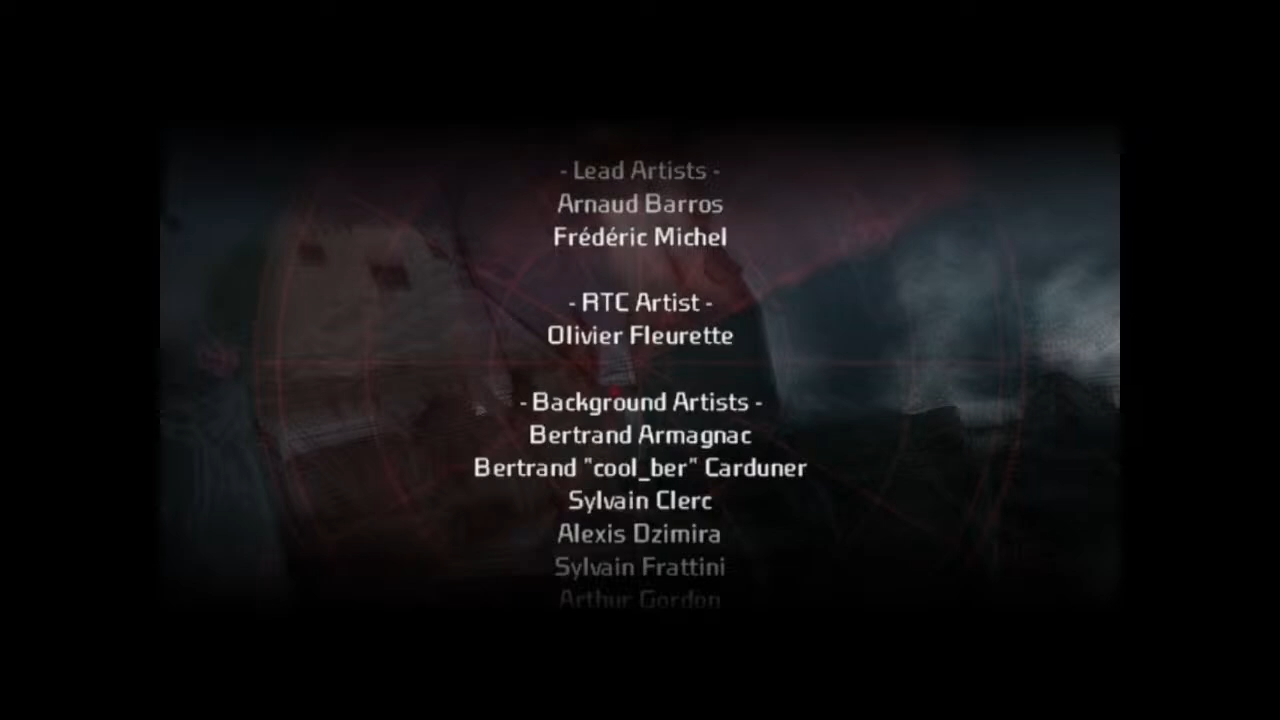 - Lead Artists -
Arnaud Barros
Frédéric Michel
- RTC Artist -
Olivier Fleurette
- Background Artists -
Bertrand Armagnac
Bertrand "cool_ber" Carduner
Sylvain Clerc
Alexis Dzimira
Sylvain Frattini
Arthur Gordon